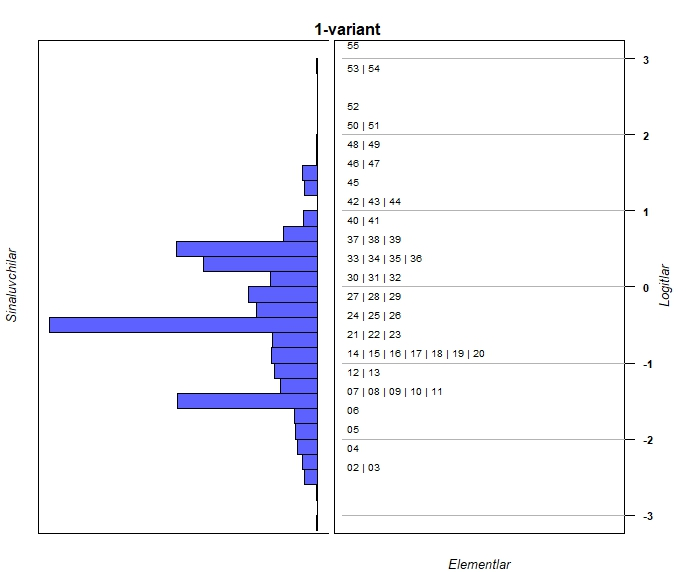 1-variant
55
3
53 | 54
52
50 | 51
2
48 | 49
46 | 47
45
42 | 43 | 44
1
40 | 41
37 | 38 | 39
33 | 34 | 35 | 36
30 | 31 | 32
0
27 | 28 | 29
24 | 25 | 26
21 | 22 | 23
14 | 15 | 16 | 17 | 18 | 19 | 20
-1
12 | 13
07 | 08 | 09 | 10 | 11
06
05
-2
04
02 | 03
-3
Sinaluvchilar
Logitlar
Elementlar